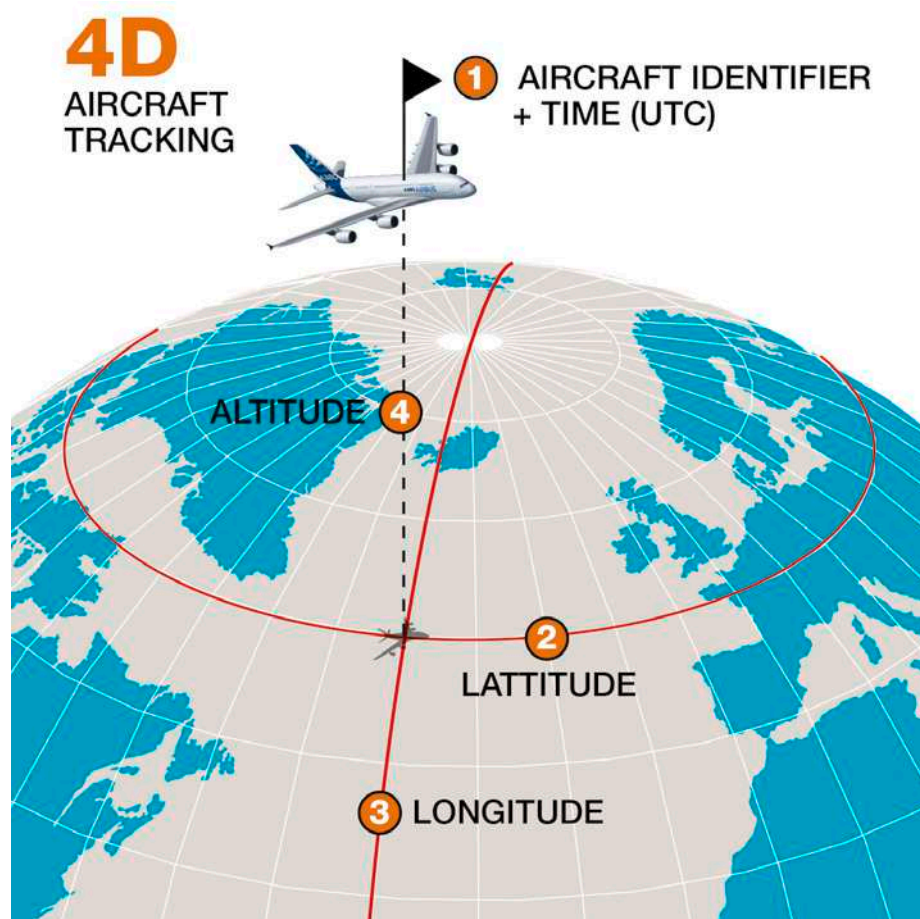 4D
AIRCRAFT
TRACKING
1
AIRCRAFT IDENTIFIER
+ TIME (UTC)
ALTITUDE 4
2
LATTITUDE
3 LONGITUDE